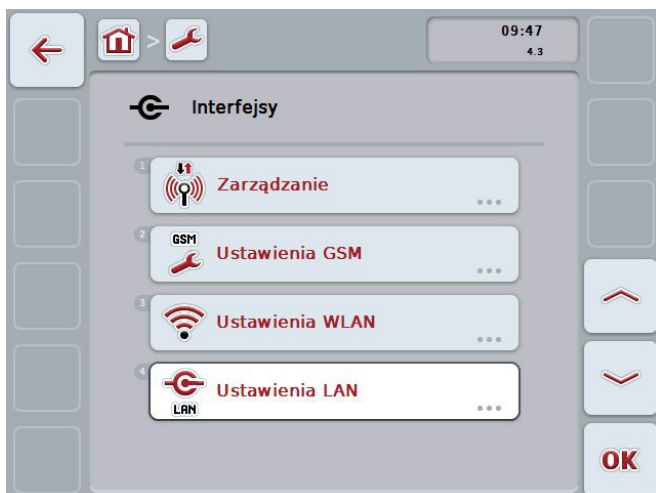 >
09:47
4.3
Interfejsy
1
Zarządzanie
2
GSM
Ustawienia GSM
3
Ustawienia WLAN
4
LAN
Ustawienia LAN
OK